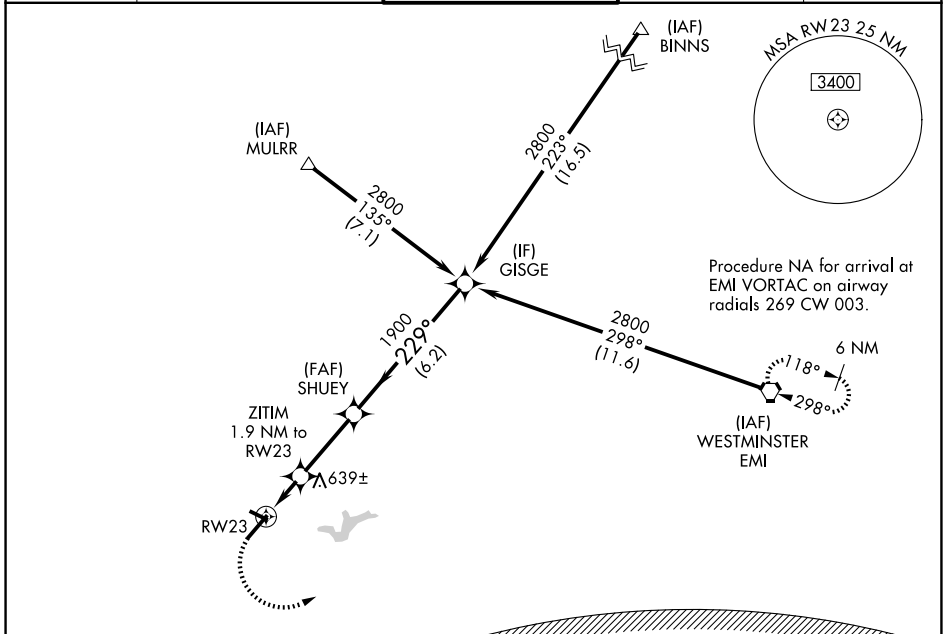 (IAF)
BINNS
MSA RW 23 25 NM
3400
(IAF)
MULRR
2800
223°
(16.5)
2800
135°
(7.1)
(IF)
GISGE
Procedure NA for arrival at
EMI VORTAC on airway
radials 269 CW 003.
2800
298°
(11.6)
6 NM
118°
298°
(IAF)
WESTMINSTER
EMI
1900
229°
(6.2)
(FAF)
SHUEY
ZITIM
1.9 NM to
RW23
639±
RW23